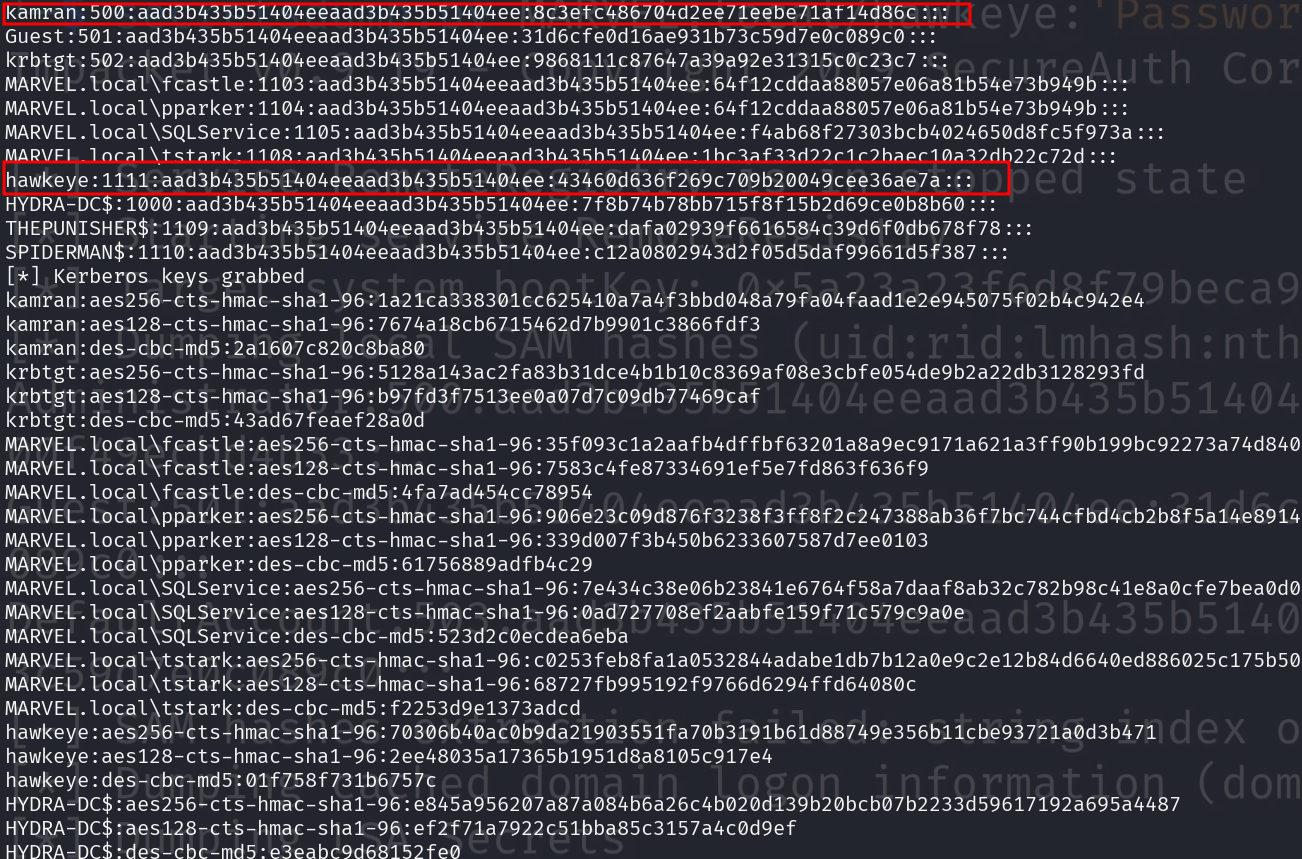 kamran:500:aad3b435b51404eeaad3b435b51404ee:8c3efc486704d2ee71eebe71af14d86c:::
Guest:501:aad3b435b51404eeaad3b435b51404ee:31d6cfe0d16ae931b73c59d7e0c089c0:::
krbtgt:502:aad3b435b51404eeaad3b435b51404ee:9868111c87647a39a92e31315c0c23c7:::
MARVEL.local\fcastle:1103:aad3b435b51404eeaad3b435b51404ee:64f12cddaa88057e06a81b54e73b949b:::
MARVEL.local\pparker:1104:aad3b435b51404eeaad3b435b51404ee:64f12cddaa88057e06a81b54e73b949b:::
MARVEL.local\SQLService:1105:aad3b435b51404eeaad3b435b51404ee:f4ab68f27303bcb4024650d8fc5f973a:::
MARVEL.local\tstark:1108:aad3b435b51404eeaad3b435b51404ee:1bc3af33d22c1c2baec10a32db22c72d:::
hawkeye:1111:aad3b435b51404eeaad3b435b51404ee:43460d636f269c709b20049cee36ae7a:::
HYDRA-DC$:1000:aad3b435b51404eeaad3b435b51404ee:7f8b74b78bb715f8f15b2d69ce0b8b60:::
THEPUNISHER$:1109:aad3b435b51404eeaad3b435b51404ee:dafa02939f6616584c39d6f0db678f78:::
SPIDERMAN$:1110:aad3b435b51404eeaad3b435b51404ee:c12a0802943d2f05d5daf99661d5f387:::
[*] Kerberos keys grabbed
kamran:aes256-cts-hmac-sha1-96:1a21ca338301cc625410a7a4f3bbd048a79fa04faad1e2e945075f02b4c942e4
kamran:aes128-cts-hmac-sha1-96:7674a18cb6715462d7b9901c3866fdf3
kamran:des-cbc-md5:2a1607c820c8ba80
krbtgt:aes256-cts-hmac-sha1-96:5128a143ac2fa83b31dce4b1b10c8369af08e3cbfe054de9b2a22db3128293fd
krbtgt:aes128-cts-hmac-sha1-96:b97fd3f7513ee0a07d7c09db77469caf
krbtgt:des-cbc-md5:43ad67feaef28a0d
MARVEL.local\fcastle:aes256-cts-hmac-sha1-96:35f093c1a2aafb4dffbf63201a8a9ec9171a621a3ff90b199bc92273a74d840
MARVEL.local\fcastle:aes128-cts-hmac-sha1-96:7583c4fe87334691ef5e7fd863f636f9
MARVEL.local\fcastle:des-cbc-md5:4fa7ad454cc78954
MARVEL.local\pparker:aes256-cts-hmac-sha1-96:906e23c09d876f3238f3ff8f2c247388ab36f7bc744cfbd4cb2b8f5a14e8914
MARVEL.local\pparker:aes128-cts-hmac-sha1-96:339d007f3b450b6233607587d7ee0103
MARVEL.local\pparker:des-cbc-md5:61756889adfb4c29
MARVEL.local\SQLService:aes256-cts-hmac-sha1-96:7e434c38e06b23841e6764f58a7daaf8ab32c782b98c41e8a0cfe7bea0d0
MARVEL.local\SQLService:aes128-cts-hmac-sha1-96:0ad727708ef2aabfe159f71c579c9a0e
MARVEL.local\SQLService:des-cbc-md5:523d2c0ecdea6eba
MARVEL.local\tstark:aes256-cts-hmac-sha1-96:c0253feb8fa1a0532844adabe1db7b12a0e9c2e12b84d6640ed886025c175b50
MARVEL.local\tstark:aes128-cts-hmac-sha1-96:68727fb995192f9766d6294ffd64080c
MARVEL.local\tstark:des-cbc-md5:f2253d9e1373adcd
hawkeye:aes256-cts-hmac-sha1-96:70306b40ac0b9da21903551fa70b3191b61d88749e356b11cbe93721a0d3b471
hawkeye:aes128-cts-hmac-sha1-96:2ee48035a17365b1951d8a8105c917e4
hawkeye:des-cbc-md5:01f758f731b6757c
HYDRA-DC$:aes256-cts-hmac-sha1-96:e845a956207a87a084b6a26c4b020d139b20bcb07b2233d59617192a695a4487
HYDRA-DC$:aes128-cts-hmac-sha1-96:ef2f71a7922c51bba85c3157a4c0d9ef
HYDRA-DC$:des-cbc-md5:e3eabc9d68152fe0